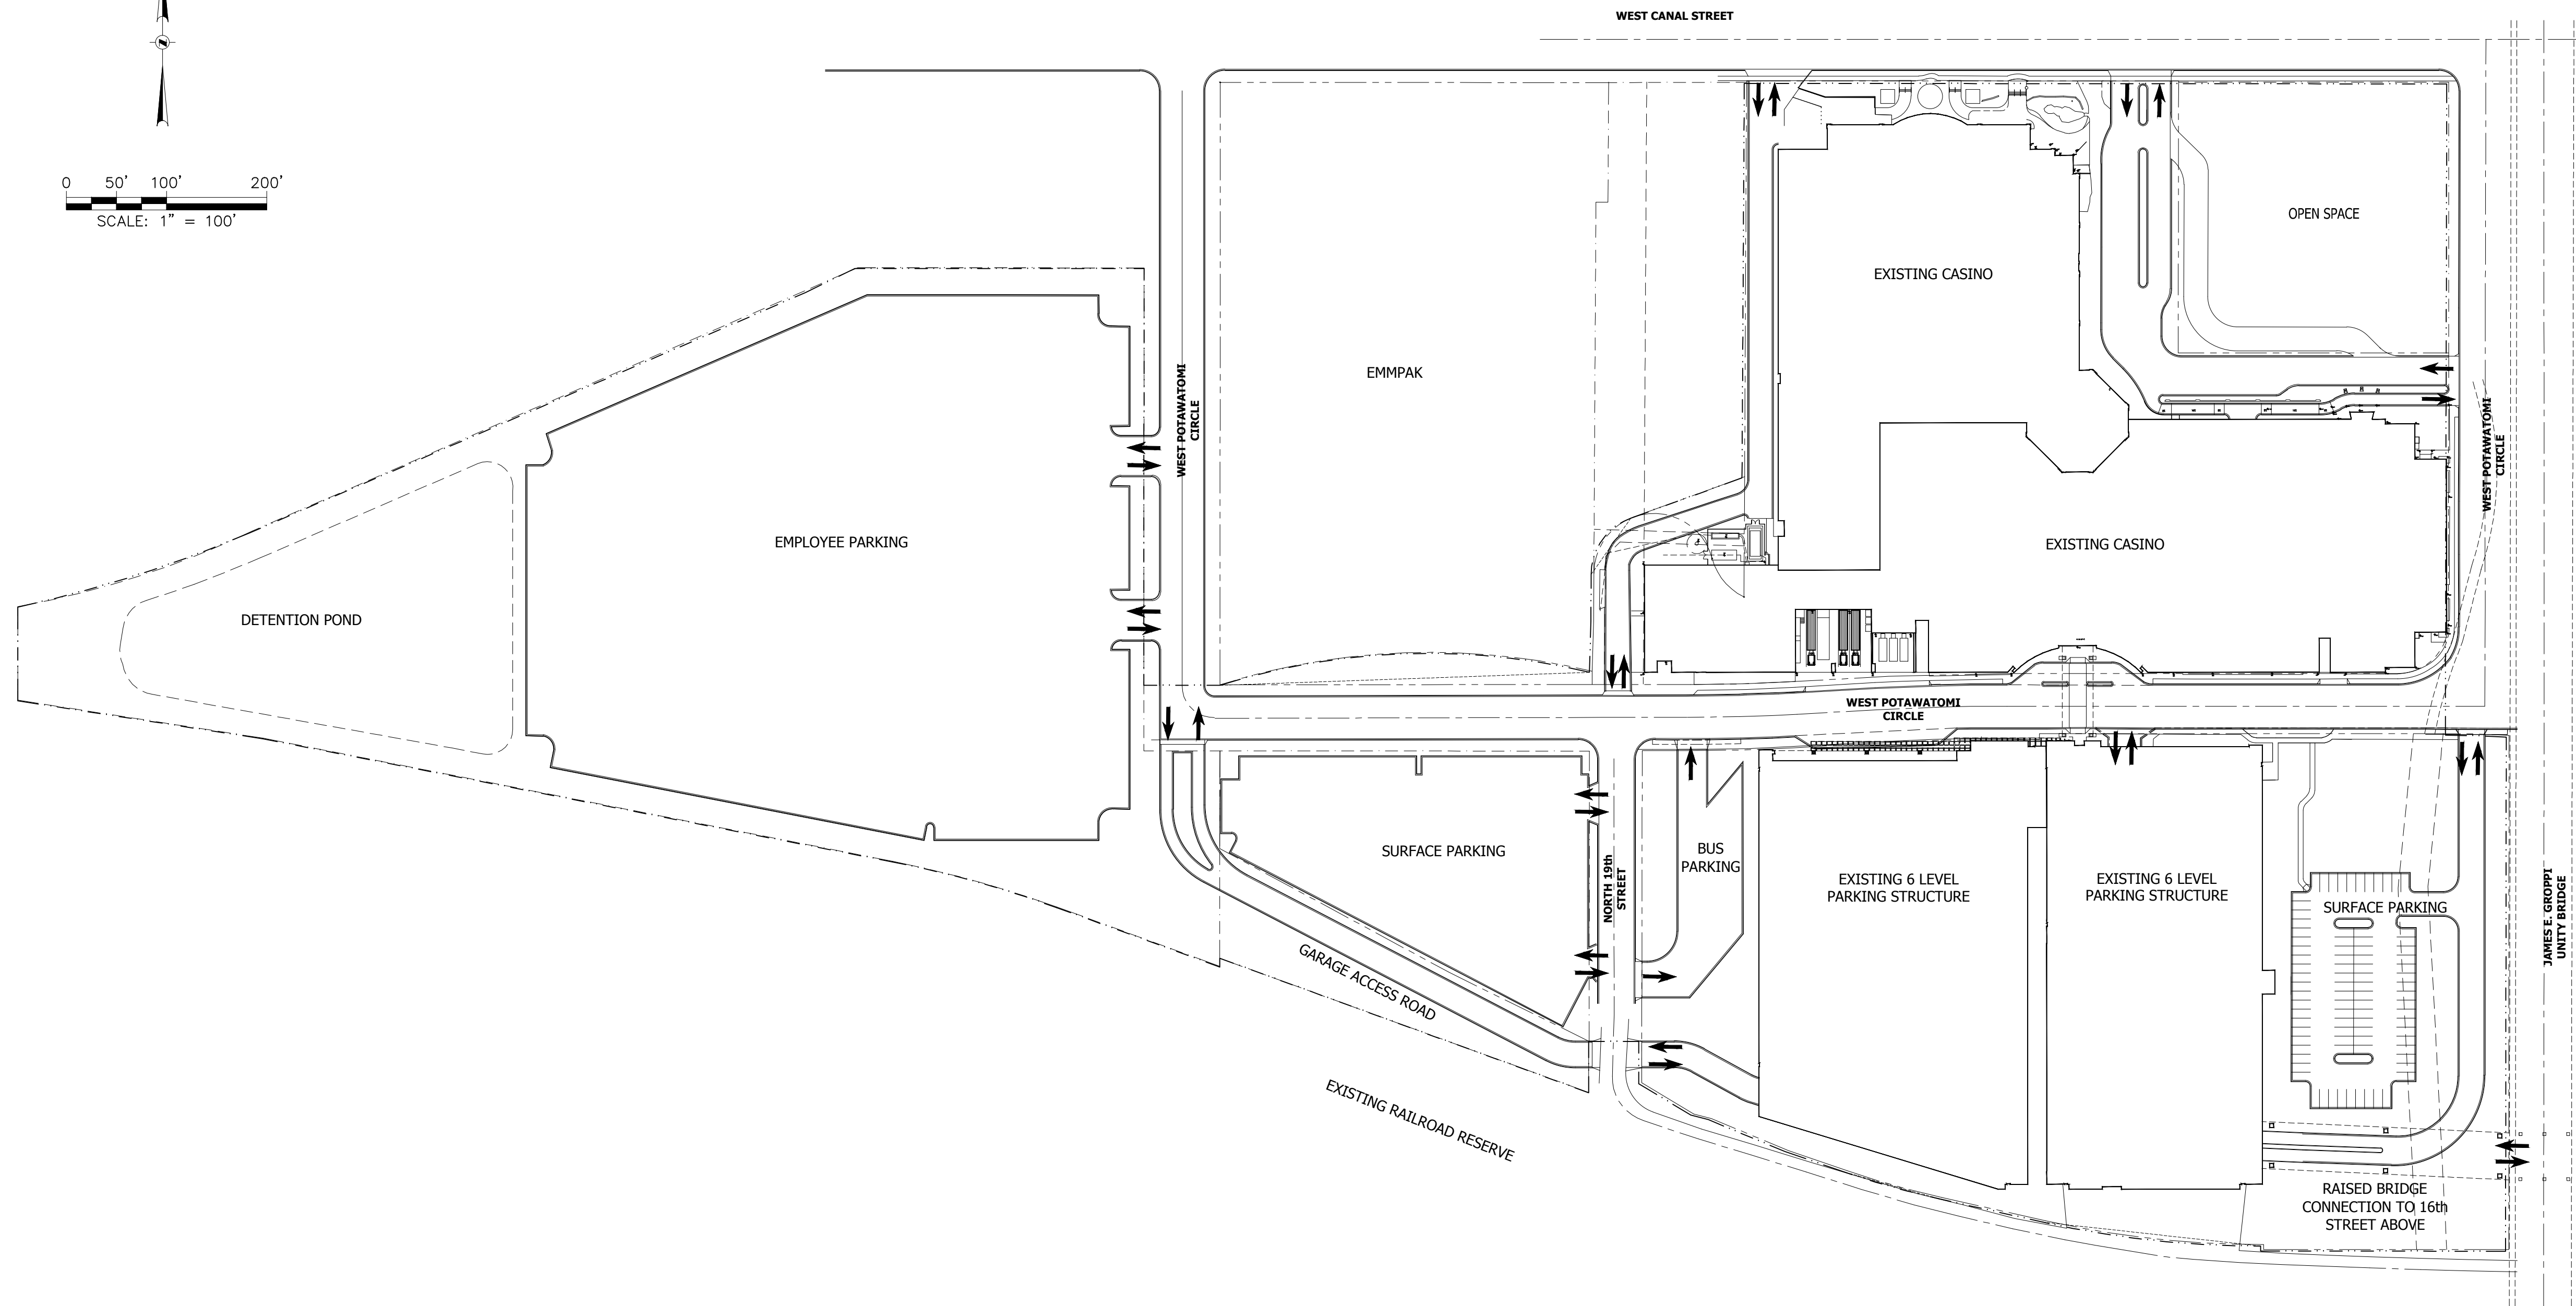 WEST CANAL STREET
0 50' 100' 200'
SCALE: 1" = 100'
OPEN SPACE
EXISTING CASINO
EMMPAK
WEST POTAWATOMI
CIRCLE
WEST POTAWATOMI
CIRCLE
EMPLOYEE PARKING
EXISTING CASINO
DETENTION POND
WEST POTAWATOMI
CIRCLE
SURFACE PARKING
NORTH 19th
STREET
BUS
PARKING
EXISTING 6 LEVEL
PARKING STRUCTURE
EXISTING 6 LEVEL
PARKING STRUCTURE
SURFACE PARKING
JAMES E. GROPPI
UNITY BRIDGE
GARAGE ACCESS ROAD
EXISTING RAILROAD RESERVE
RAISED BRIDGE
CONNECTION TO 16th
STREET ABOVE